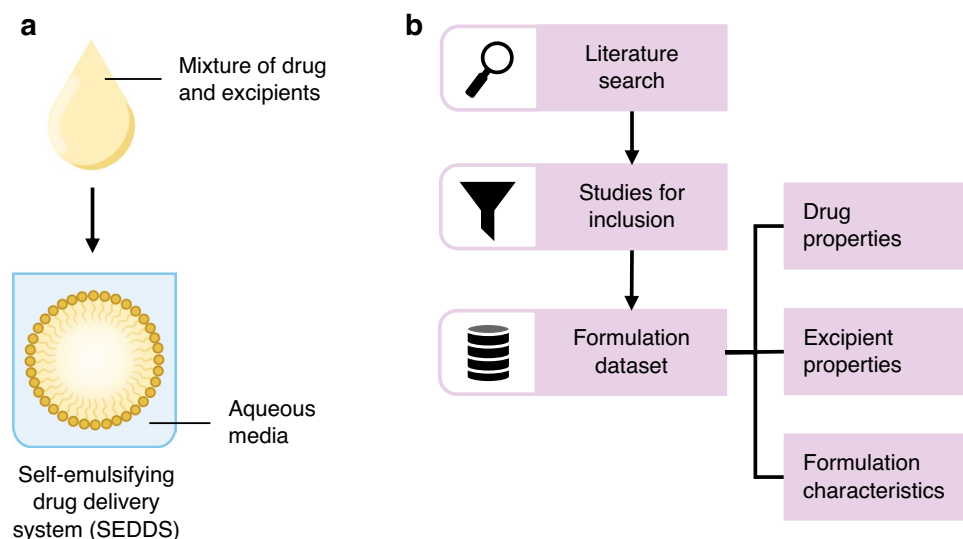 a
Mixture of drug
and excipients
Aqueous
media
Self-emulsifying
drug delivery
system (SEDDS)
b
Literature
search
Studies for
inclusion
Formulation
dataset
Drug
properties
Excipient
properties
Formulation
characteristics